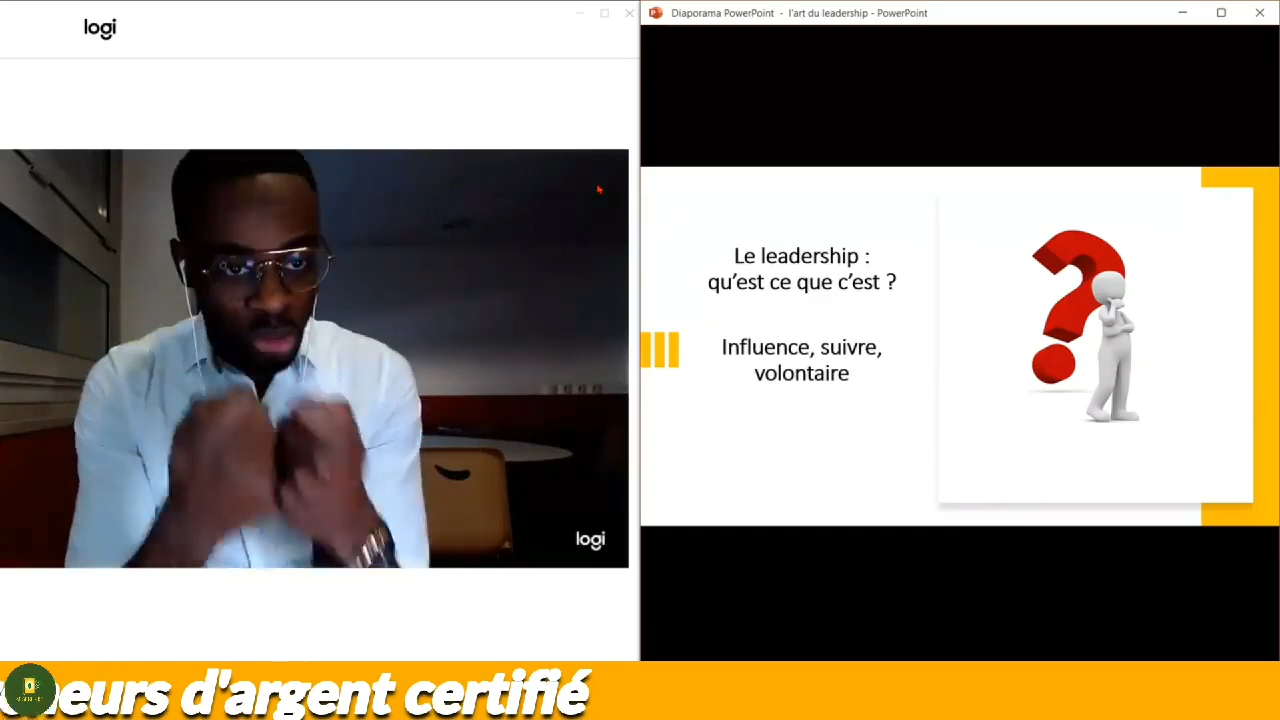 logi
Diaporama PowerPoint - l'art du leadership - PowerPoint
Le leadership :
qu'est ce que c'est ?
Influence, suivre,
volontaire
logi
neurs d'argent certifié